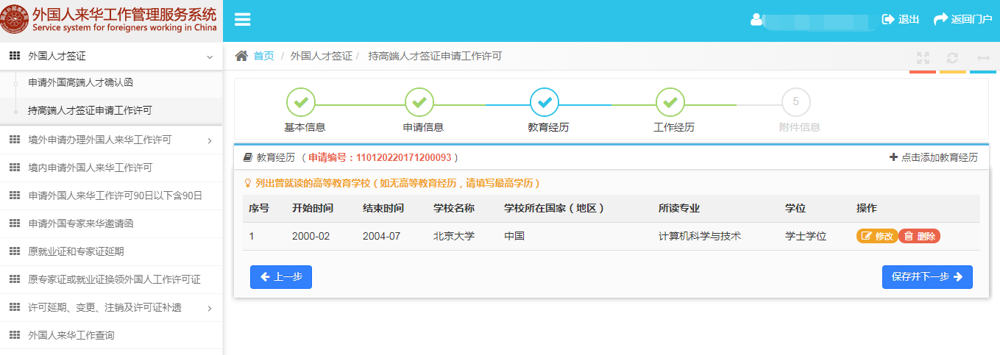 外国人来华工作管理服务系统
Service system for foreigners working in China
退出
返回门户
外国人才签证
申请外国高端人才确认函
持高端人才签证申请工作许可
境外申请办理外国人来华工作许可
境内申请外国人来华工作许可
申请外国人来华工作许可90日以下含90日
申请外国专家来华邀请函
原就业证和专家证延期
原专家证或就业证换领外国人工作许可证
许可延期、变更、注销及许可证补遗
外国人来华工作查询
首页 / 外国人才签证 / 持高端人才签证申请工作许可
基本信息 申请信息 教育经历 工作经历 5 附件信息
教育经历 （申请编号：110120220171200093 ） 点击添加教育经历
列出曾就读的高等教育学校（如无高等教育经历，请填写最高学历）
序号 开始时间 结束时间 学校名称 学校所在国家（地区） 所读专业 学位 操作
1 2000-02 2004-07 北京大学 中国 计算机科学与技术 学士学位 修改 删除
上一步 保存并下一步